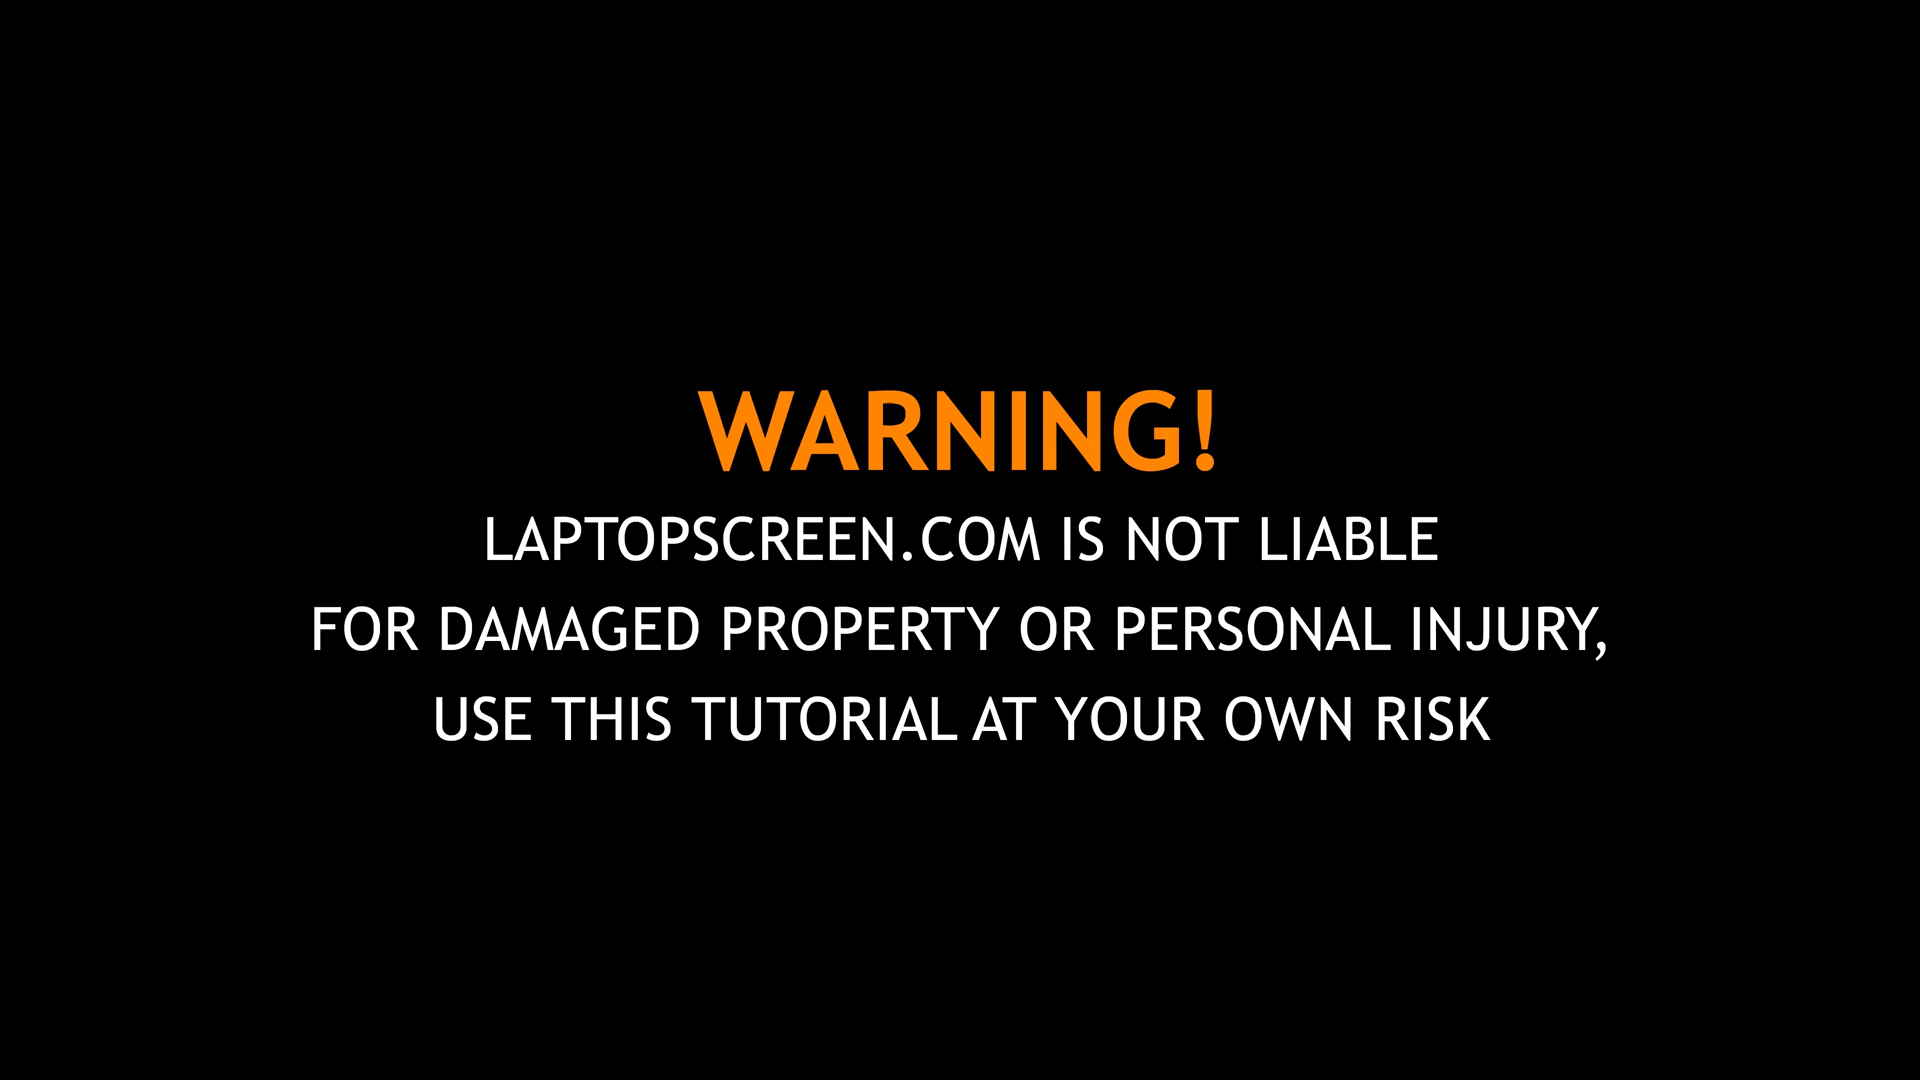 WARNING!
LAPTOPSCREEN.COM IS NOT LIABLE
FOR DAMAGED PROPERTY OR PERSONAL INJURY,
USE THIS TUTORIAL AT YOUR OWN RISK